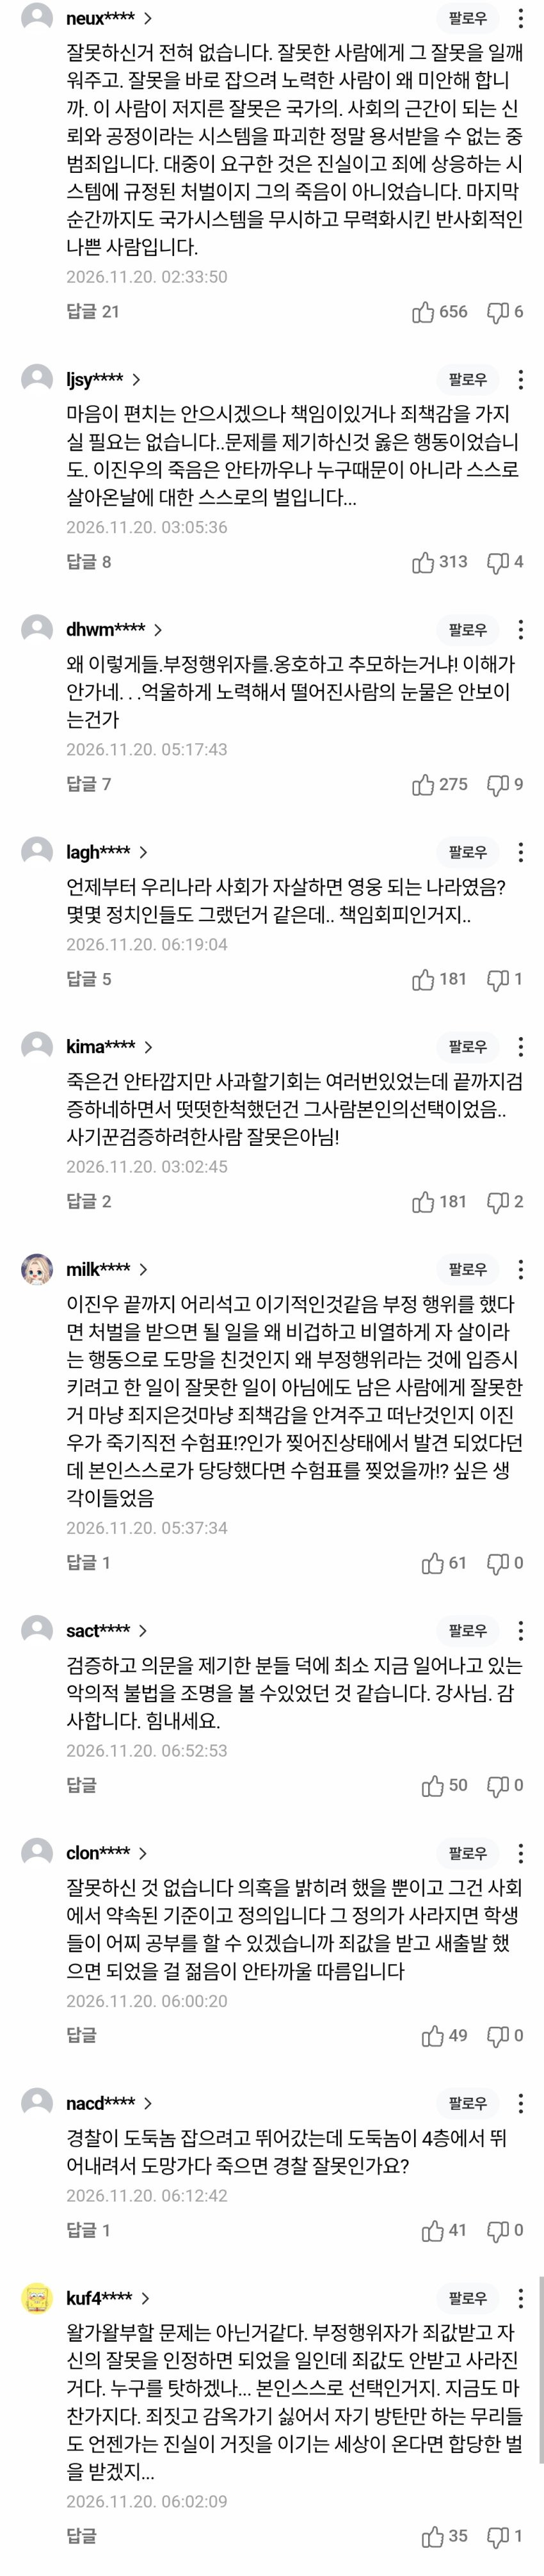 neux**** >
팔로우
잘못하신거 전혀 없습니다. 잘못한 사람에게 그 잘못을 일깨
워주고. 잘못을 바로 잡으려 노력한 사람이 왜 미안해 합니
까. 이 사람이 저지른 잘못은 국가의. 사회의 근간이 되는 신
뢰와 공정이라는 시스템을 파괴한 정말 용서받을 수 없는 중
범죄입니다. 대중이 요구한 것은 진실이고 죄에 상응하는 시
스템에 규정된 처벌이지 그의 죽음이 아니었습니다. 마지막
순간까지도 국가시스템을 무시하고 무력화시킨 반사회적인
나쁜 사람입니다.
2026.11.20. 02:33:50
답글 21
656
6
ljsy**** >
팔로우
마음이 편치는 안으시겠으나 책임이있거나 죄책감을 가지
실 필요는 없습니다..문제를 제기하신것 옳은 행동이었습니
도. 이진우의 죽음은 안타까우나 누구때문이 아니라 스스로
살아온날에 대한 스스로의 벌입니다...
2026.11.20. 03:05:36
답글 8
313
4
dhwm**** >
팔로우
왜 이렇게들.부정행위자를.옹호하고 추모하는거냐! 이해가
안가네. . .억울하게 노력해서 떨어진사람의 눈물은 안보이
는건가
2026.11.20. 05:17:43
답글 7
275
9
lagh**** >
팔로우
언제부터 우리나라 사회가 자살하면 영웅 되는 나라였음?
몇몇 정치인들도 그랬던거 같은데.. 책임회피인거지..
2026.11.20. 06:19:04
답글 5
181
1
kima**** >
팔로우
죽은건 안타깝지만 사과할기회는 여러번있었는데 끝까지검
증하네하면서 떳떳한척했던건 그사람본인의선택이었음..
사기꾼검증하려한사람 잘못은아님!
2026.11.20. 03:02:45
답글 2
181
2
milk**** >
팔로우
이진우 끝까지 어리석고 이기적인것같음 부정 행위를 했다
면 처벌을 받으면 될 일을 왜 비겁하고 비열하게 자 살이라
는 행동으로 도망을 친것인지 왜 부정행위라는 것에 입증시
키려고 한 일이 잘못한 일이 아님에도 남은 사람에게 잘못한
거 마냥 죄지은것마냥 죄책감을 안겨주고 떠난것인지 이진
우가 죽기직전 수험표!?인가 찢어진상태에서 발견 되었다던
데 본인스스로가 당당했다면 수험표를 찢었을까!? 싶은 생
각이들었음
2026.11.20. 05:37:34
답글 1
61
0
sact**** >
팔로우
검증하고 의문을 제기한 분들 덕에 최소 지금 일어나고 있는
악의적 불법을 조명을 볼 수있었던 것 같습니다. 강사님. 감
사합니다. 힘내세요.
2026.11.20. 06:52:53
답글
50
0
clon**** >
팔로우
잘못하신 것 없습니다 의혹을 밝히려 했을 뿐이고 그건 사회
에서 약속된 기준이고 정의입니다 그 정의가 사라지면 학생
들이 어찌 공부를 할 수 있겠습니까 죄값을 받고 새출발 했
으면 되었을 걸 젊음이 안타까울 따름입니다
2026.11.20. 06:00:20
답글
49
0
nacd**** >
팔로우
경찰이 도둑놈 잡으려고 뛰어갔는데 도둑놈이 4층에서 뛰
어내려서 도망가다 죽으면 경찰 잘못인가요?
2026.11.20. 06:12:42
답글 1
41
0
kuf4**** >
팔로우
왈가왈부할 문제는 아닌거같다. 부정행위자가 죄값받고 자
신의 잘못을 인정하면 되었을 일인데 죄값도 안받고 사라진
거다. 누구를 탓하겠나... 본인스스로 선택인거지. 지금도 마
찬가지다. 죄짓고 감옥가기 싫어서 자기 방탄만 하는 무리들
도 언젠가는 진실이 거짓을 이기는 세상이 온다면 합당한 벌
을 받겠지...
2026.11.20. 06:02:09
답글
35
1